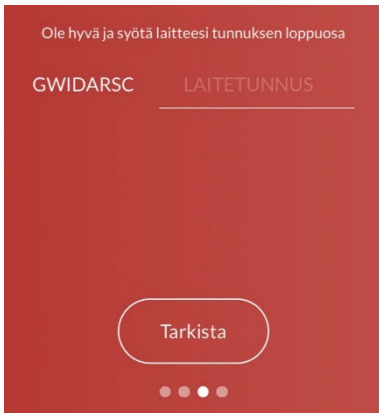 Ole hyvä ja syötä laitteesi tunnuksen loppuosa
GWIDARSC LAITETUNNUS
Tarkista